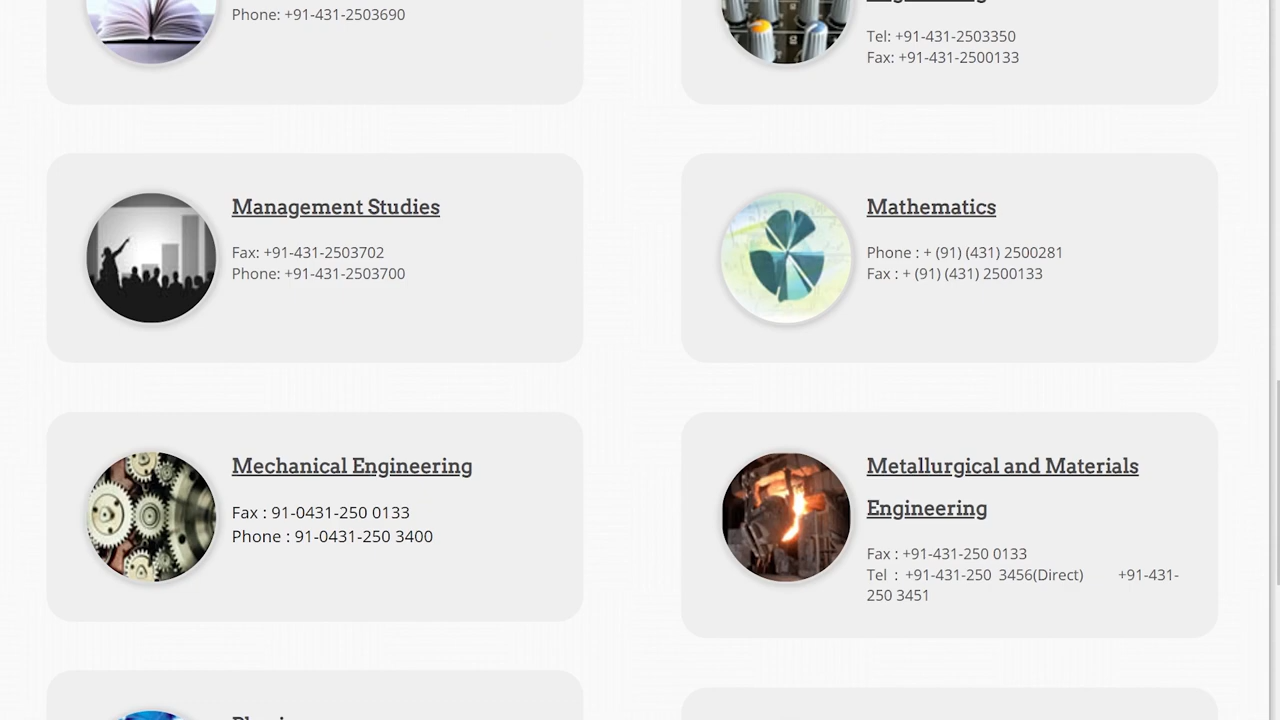 Phone: +91-431-2503690
Tel: +91-431-2503350
Fax: +91-431-2500133
Management Studies
Fax: +91-431-2503702
Phone: +91-431-2503700
Mathematics
Phone : + (91) (431) 2500281
Fax : + (91) (431) 2500133
Mechanical Engineering
Fax : 91-0431-250 0133
Phone : 91-0431-250 3400
Metallurgical and Materials
Engineering
Fax : +91-431-250 0133
Tel : +91-431-250 3456(Direct) +91-431-
250 3451